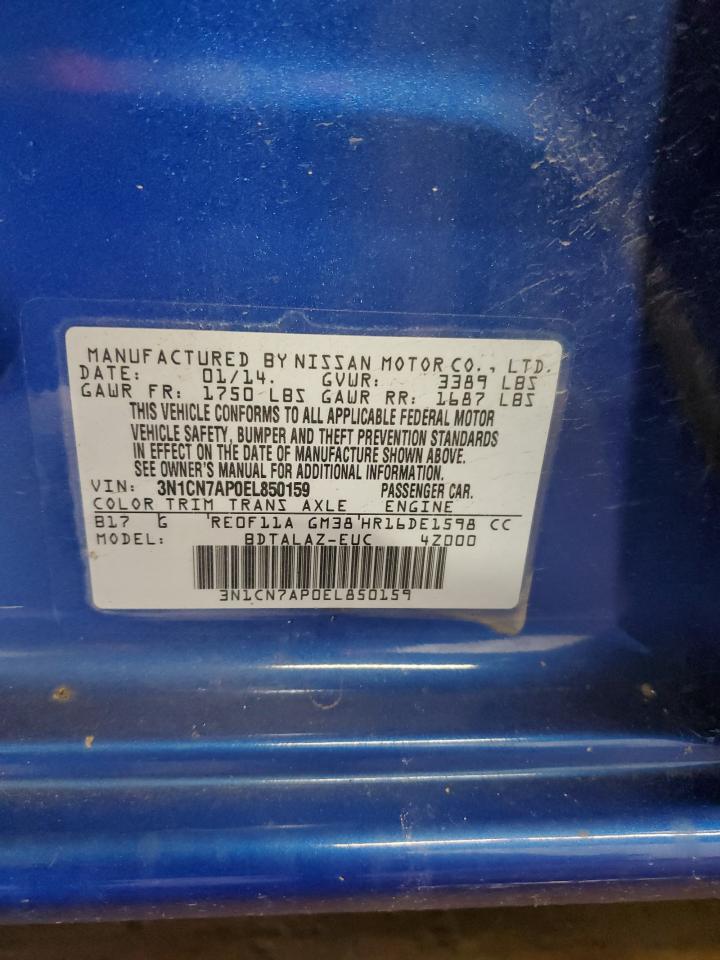 MANUFACTURED BY NISSAN MOTOR CO., LTD.
DATE: 01/14. GVWR: 3389 LBS
GAWR FR: 1750 LBS GAWR RR: 1687 LBS
THIS VEHICLE CONFORMS TO ALL APPLICABLE FEDERAL MOTOR
VEHICLE SAFETY, BUMPER AND THEFT PREVENTION STANDARDS
IN EFFECT ON THE DATE OF MANUFACTURE SHOWN ABOVE.
SEE OWNER'S MANUAL FOR ADDITIONAL INFORMATION.
VIN: 3N1CN7AP0EL850159 PASSENGER CAR.
COLOR TRIM TRANS AXLE ENGINE
B17 G 'RE0F11A GM38'HR16DE1598 CC
MODEL: BDTALAZ-EUC 4Z000
3N1CN7AP0EL850159